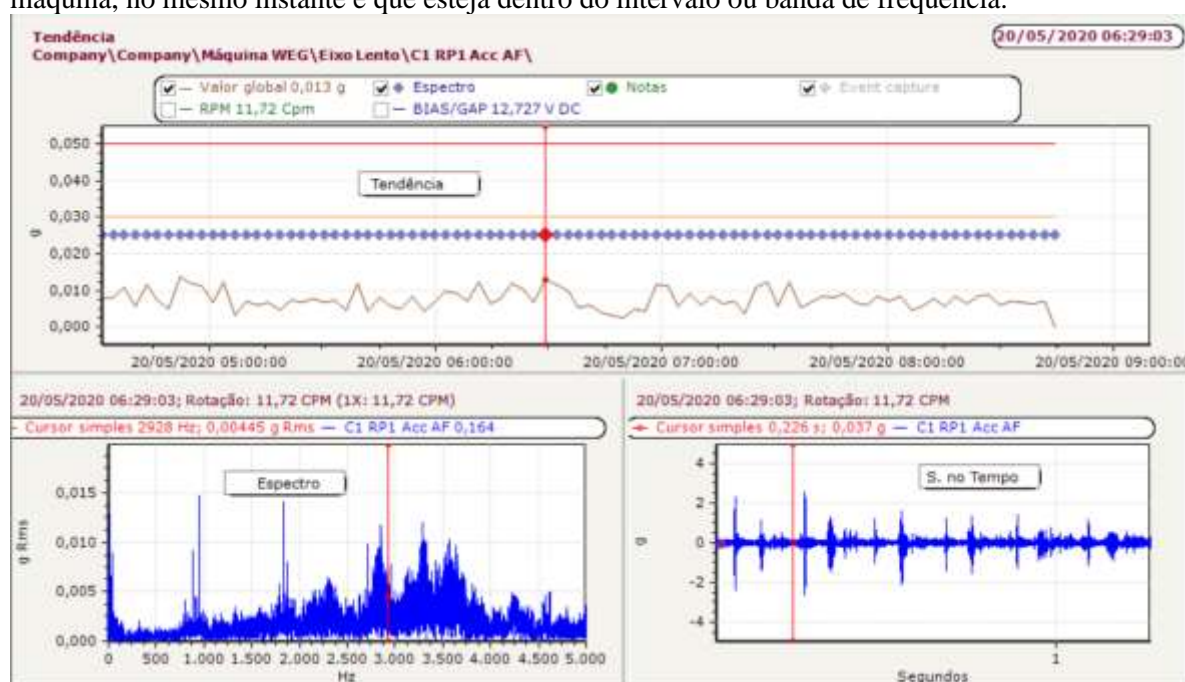 máquina, no mesmo instante e que esteja dentro do intervalo ou banda de frequência.
Tendência
20/05/2020 06:29:03
Company\Company\Máquina WEG\Eixo Lento\C1 RP1 Acc AF\
Valor global 0,013 g
Espectro
Notas
Event capture
RPM 11,72 Cpm
BIAS/GAP 12,727 V DC
0,050
0,040
0,030
0,020
0,010
0,000
g
Tendência
20/05/2020 05:00:00
20/05/2020 06:00:00
20/05/2020 07:00:00
20/05/2020 08:00:00
20/05/2020 09:00:00
20/05/2020 06:29:03; Rotação: 11,72 CPM (1X: 11,72 CPM)
Cursor simples 2928 Hz; 0,00445 g Rms — C1 RP1 Acc AF 0,164
Espectro
0,015
0,010
0,005
0,000
g Rms
0 500 1.000 1.500 2.000 2.500 3.000 3.500 4.000 4.500 5.000
Hz
20/05/2020 06:29:03; Rotação: 11,72 CPM
Cursor simples 0,226 s; 0,037 g — C1 RP1 Acc AF
S. no Tempo
4
2
0
-2
-4
g
1
Segundos